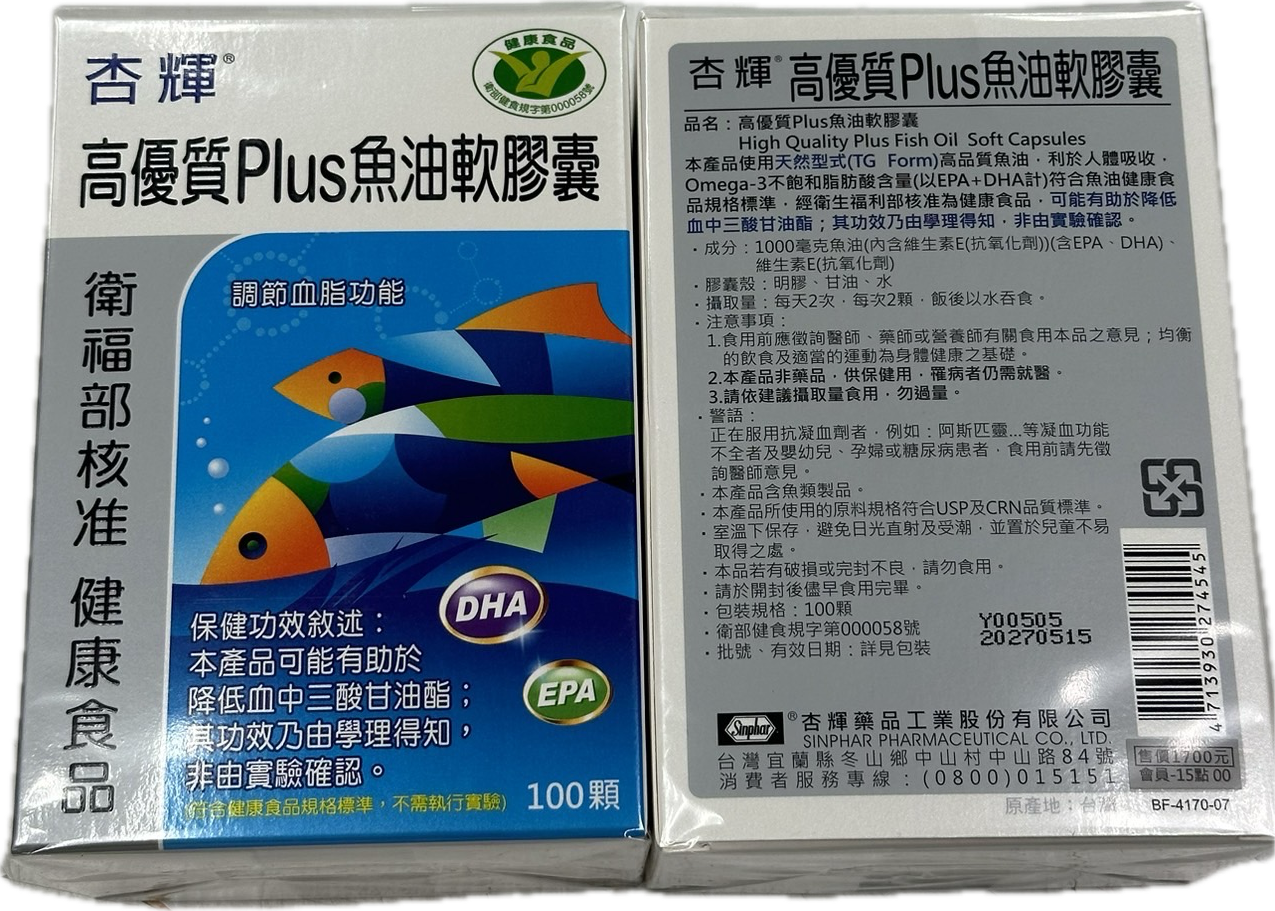 杏輝®
健康食品
衛部健食規字第000058號
高優質Plus魚油軟膠囊
調節血脂功能
衛福部核准 健康食品
DHA
EPA
保健功效敘述：
本產品可能有助於
降低血中三酸甘油酯；
其功效乃由學理得知，
非由實驗確認。
(符合健康食品規格標準，不需執行實驗)
100顆
杏輝®高優質Plus魚油軟膠囊
品名：高優質Plus魚油軟膠囊
High Quality Plus Fish Oil Soft Capsules
本產品使用天然型式(TG Form)高品質魚油，利於人體吸收，
Omega-3不飽和脂肪酸含量(以EPA+DHA計)符合魚油健康食
品規格標準，經衛生福利部核准為健康食品，可能有助於降低
血中三酸甘油酯；其功效乃由學理得知，非由實驗確認。
·成分：1000毫克魚油(內含維生素E(抗氧化劑))(含EPA、DHA)、
維生素E(抗氧化劑)
·膠囊殼：明膠、甘油、水
·攝取量：每天2次，每次2顆，飯後以水吞食。
·注意事項：
1.食用前應徵詢醫師、藥師或營養師有關食用本品之意見；均衡
的飲食及適當的運動為身體健康之基礎。
2.本產品非藥品，供保健用，罹病者仍需就醫。
3.請依建議攝取量食用，勿過量。
·警語：
正在服用抗凝血劑者，例如：阿斯匹靈...等凝血功能
不全者及嬰幼兒、孕婦或糖尿病患者，食用前請先徵
詢醫師意見。
·本產品含魚類製品。
·本產品所使用的原料規格符合USP及CRN品質標準。
·室溫下保存，避免日光直射及受潮，並置於兒童不易
取得之處。
·本品若有破損或完封不良，請勿食用。
·請於開封後儘早食用完畢。
·包裝規格：100顆
·衛部健食規字第000058號
·批號、有效日期：詳見包裝
Y00505
20270515
4 713930 274545
Sinphar
®杏輝藥品工業股份有限公司
SINPHAR PHARMACEUTICAL CO., LTD.
台灣宜蘭縣冬山鄉中山村中山路84號
消費者服務專線：(0800)015151
售價1700元
會員-15點00
原產地：台灣
BF-4170-07